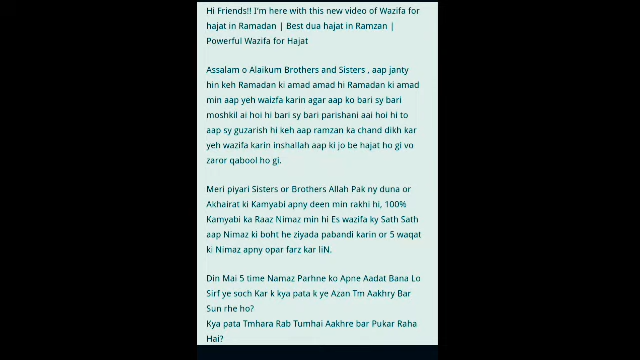 Hi Friends!! I'm here with this new video of Wazifa for
hajat in Ramadan | Best dua hajat in Ramzan |
Powerful Wazifa for Hajat
Assalam o Alaikum Brothers and Sisters , aap janty
hin keh Ramadan ki amad amad hi Ramadan ki amad
min aap yeh waizfa karin agar aap ko bari sy bari
moshkil ai hoi hi bari sy bari parishani aai hoi hi to
aap sy guzarish hi keh aap ramzan ka chand dikh kar
yeh wazifa karin inshallah aap ki jo be hajat ho gi vo
zaror qabool ho gi.
Meri piyari Sisters or Brothers Allah Pak ny duna or
Akhairat ki Kamyabi apny deen min rakhi hi, 100%
Kamyabi ka Raaz Nimaz min hi Es wazifa ky Sath Sath
aap Nimaz ki boht he ziyada pabandi karin or 5 waqat
ki Nimaz apny opar farz kar liN.
Din Mai 5 time Namaz Parhne ko Apne Aadat Bana Lo
Sirf ye soch Kar k kya pata k ye Azan Tm Aakhry Bar
Sun rhe ho?
Kya pata Tmhara Rab Tumhai Aakhre bar Pukar Raha
Hai?